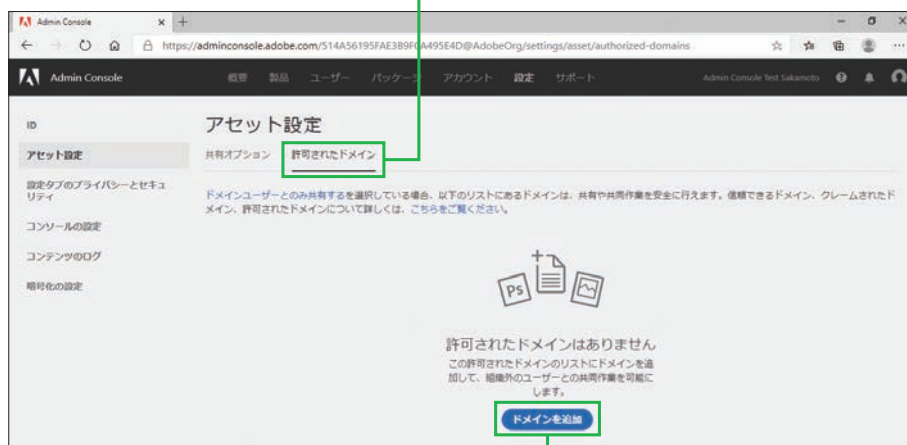 Admin Console
https://adminconsole.adobe.com/514A56195FAE3B9F0A495E4D@AdobeOrg/settings/asset/authorized-domains
Admin Console 概要 製品 ユーザー パッケージ アカウント 設定 サポート Admin Console Test Sakamoto
ID
アセット設定
設定タブのプライバシーとセキュ
リティ
コンソールの設定
コンテンツのログ
暗号化の設定
アセット設定
共有オプション 許可されたドメイン
ドメインユーザーとのみ共有するを選択している場合、以下のリストにあるドメインは、共有や共同作業を安全に行えます。信頼できるドメイン、クレームされたド
メイン、許可されたドメインについて詳しくは、こちらをご覧ください。
Ps
許可されたドメインはありません
この許可されたドメインのリストにドメインを追
加して、組織外のユーザーとの共同作業を可能に
します。
ドメインを追加